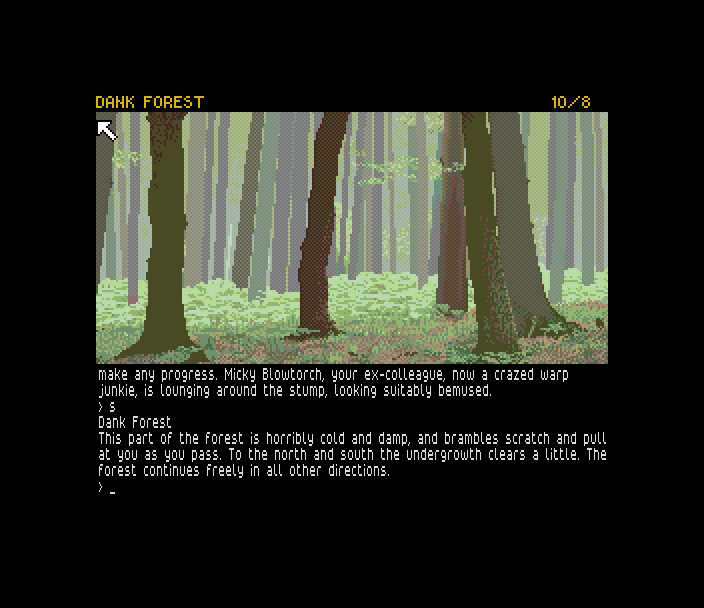 DANK FOREST 10/8
make any progress. Micky Blowtorch, your ex-colleague, now a crazed warp
junkie, is lounging around the stump, looking suitably bemused.
> s
Dank Forest
This part of the forest is horribly cold and damp, and brambles scratch and pull
at you as you pass. To the north and south the undergrowth clears a little. The
forest continues freely in all other directions.
> _